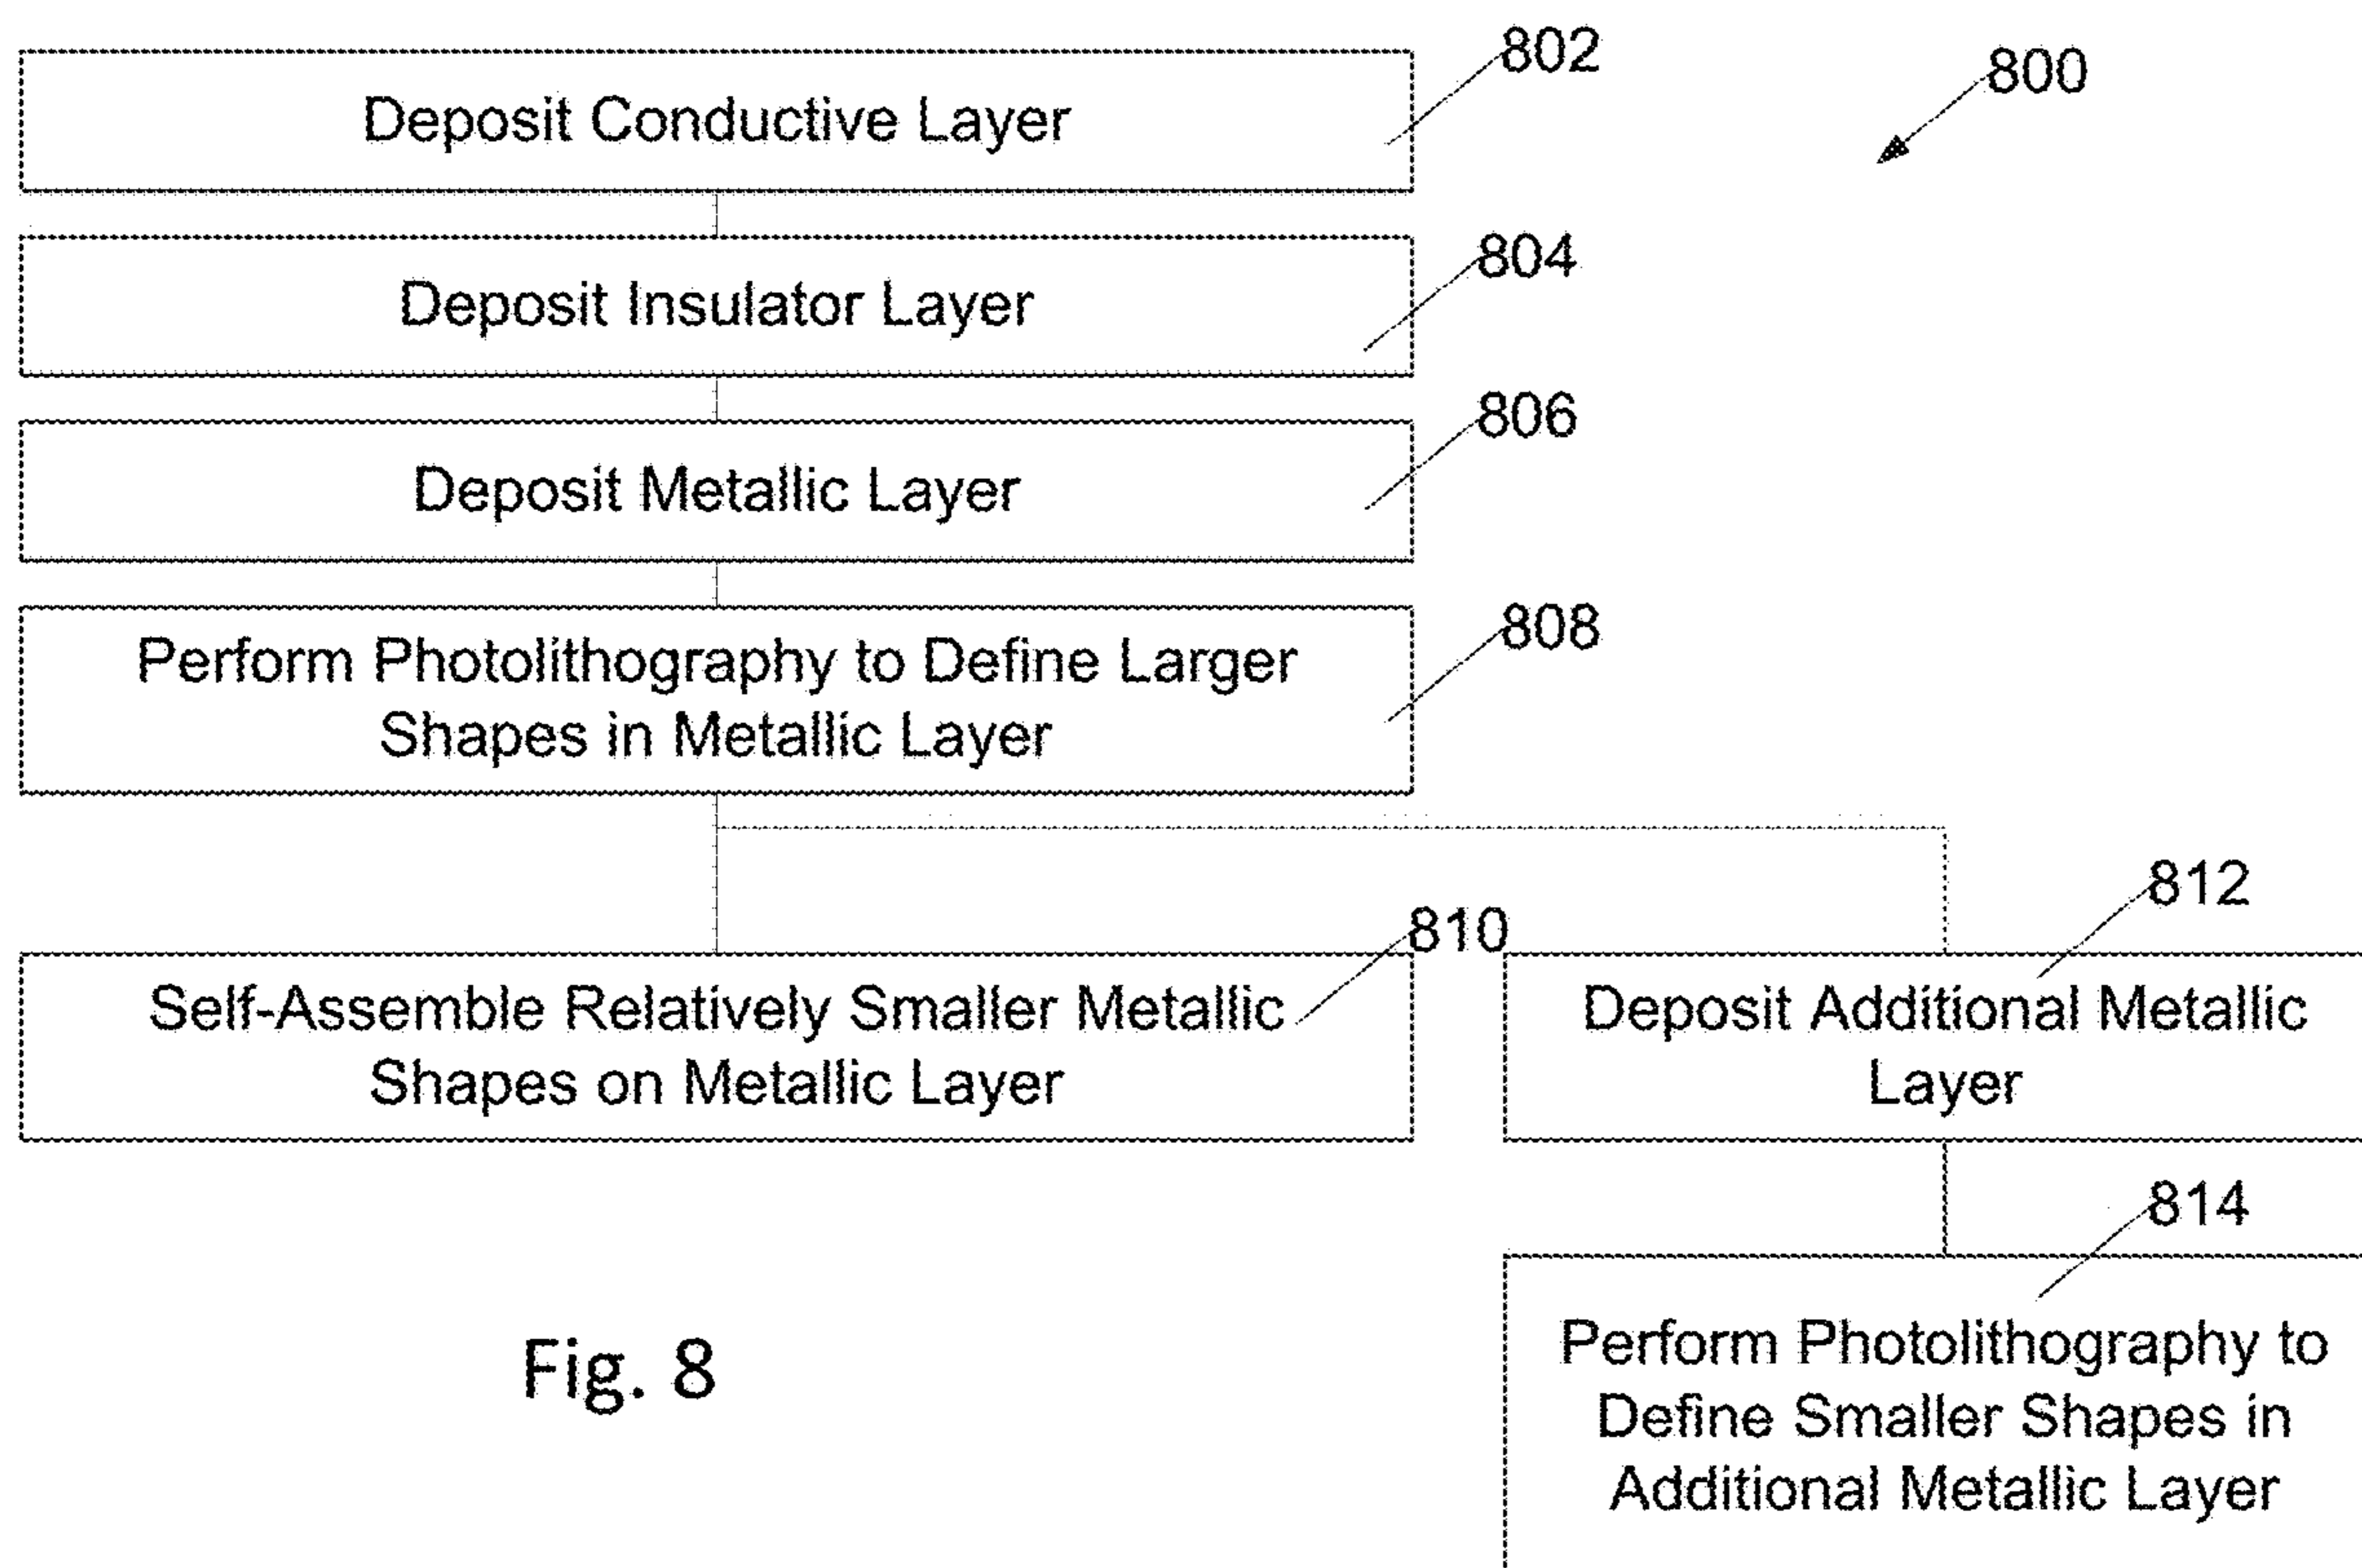 802
800
Deposit Conductive Layer
804
Deposit Insulator Layer
806
Deposit Metallic Layer
808
Perform Photolithography to Define Larger
Shapes in Metallic Layer
812
810
Self-Assemble Relatively Smaller Metallic
Shapes on Metallic Layer
Deposit Additional Metallic
Layer
814
Perform Photolithography to
Define Smaller Shapes in
Additional Metallic Layer
Fig. 8